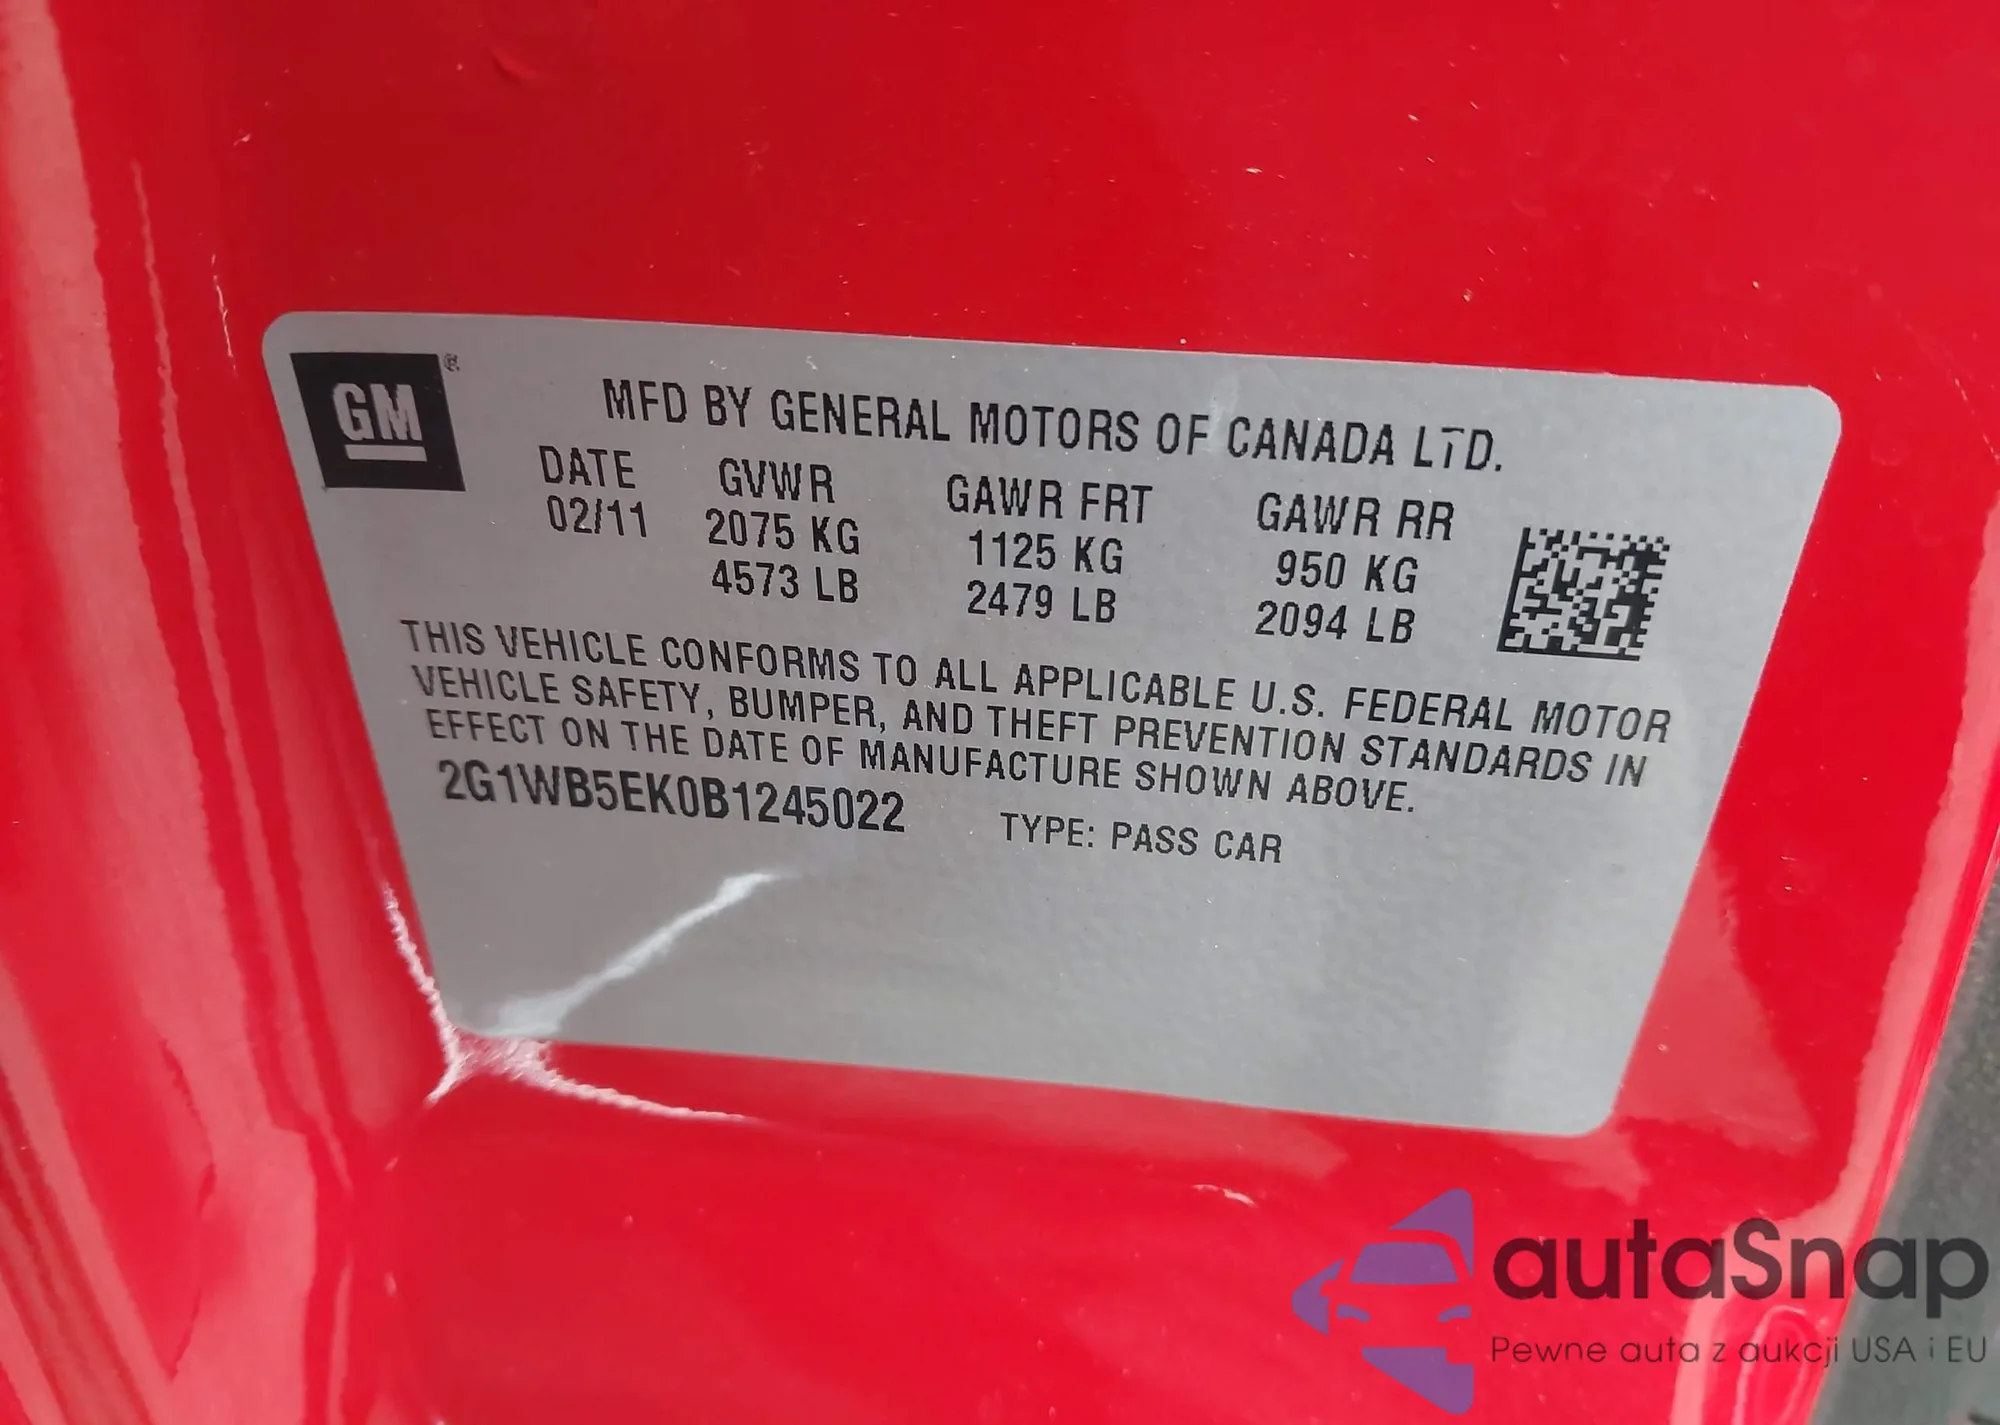 GM ®
MFD BY GENERAL MOTORS OF CANADA LTD.
DATE GVWR GAWR FRT GAWR RR
02/11 2075 KG 1125 KG 950 KG
4573 LB 2479 LB 2094 LB
THIS VEHICLE CONFORMS TO ALL APPLICABLE U.S. FEDERAL MOTOR
VEHICLE SAFETY, BUMPER, AND THEFT PREVENTION STANDARDS IN
EFFECT ON THE DATE OF MANUFACTURE SHOWN ABOVE.
2G1WB5EK0B1245022 TYPE: PASS CAR
autaSnap
Pewne auta z aukcji USA i EU